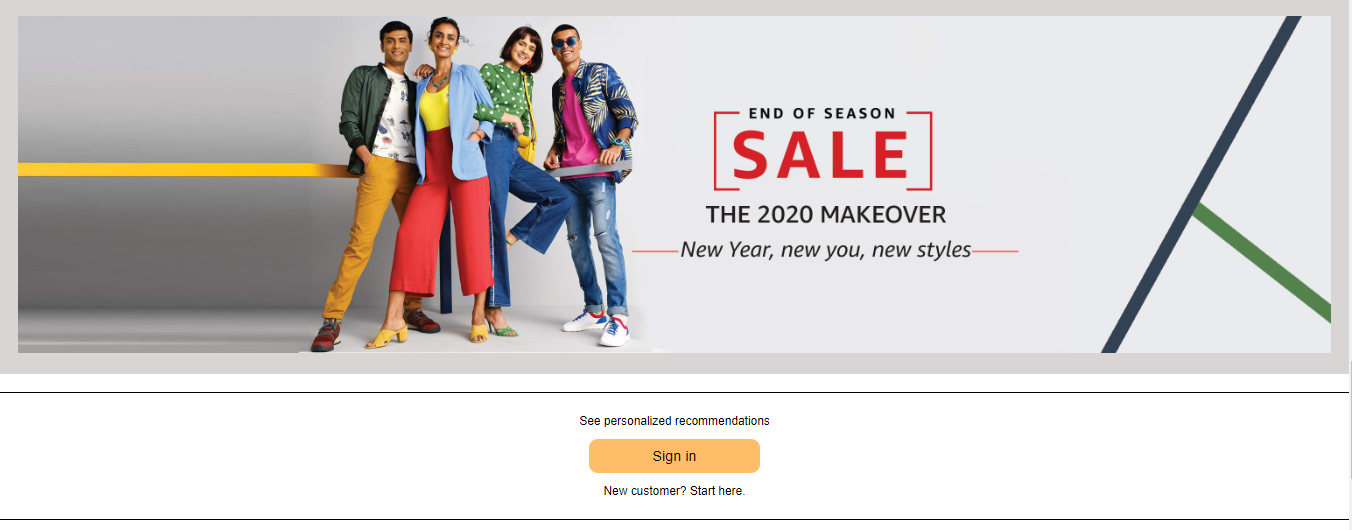 END OF SEASON
SALE
THE 2020 MAKEOVER
New Year, new you, new styles
See personalized recommendations
Sign in
New customer? Start here.